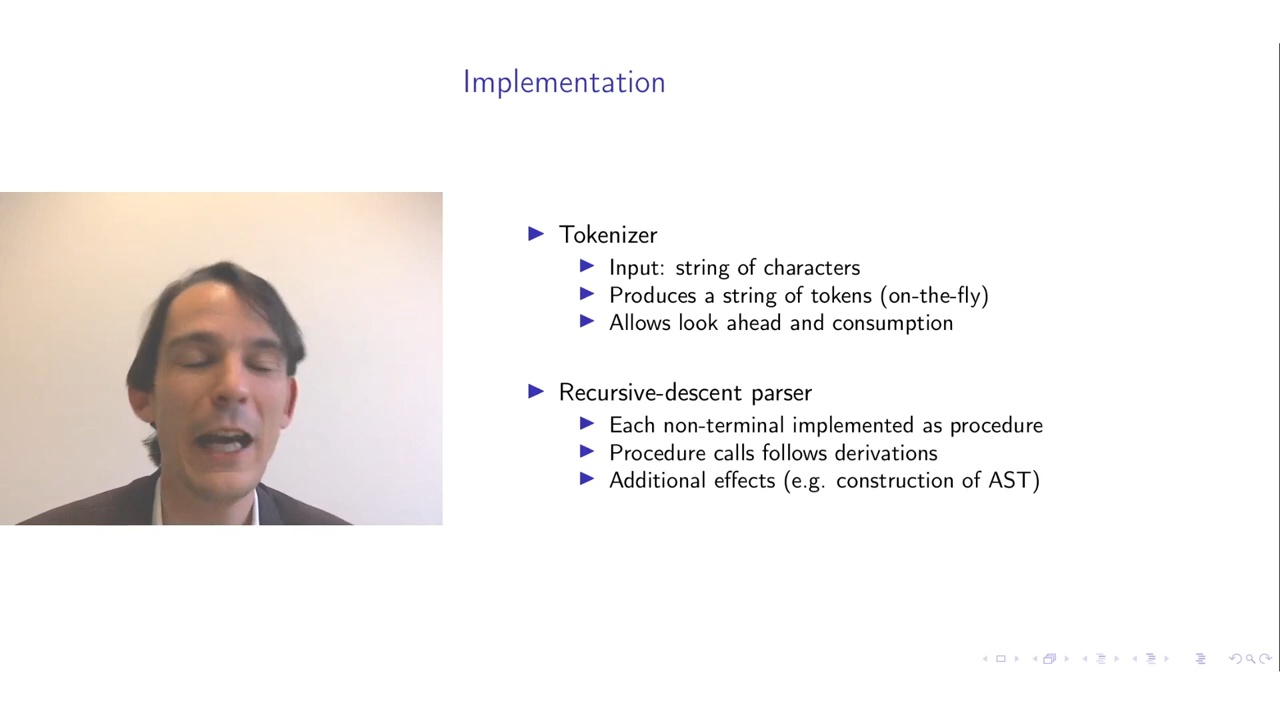 Implementation
Tokenizer
Input: string of characters
Produces a string of tokens (on-the-fly)
Allows look ahead and consumption
Recursive-descent parser
Each non-terminal implemented as procedure
Procedure calls follows derivations
Additional effects (e.g. construction of AST)